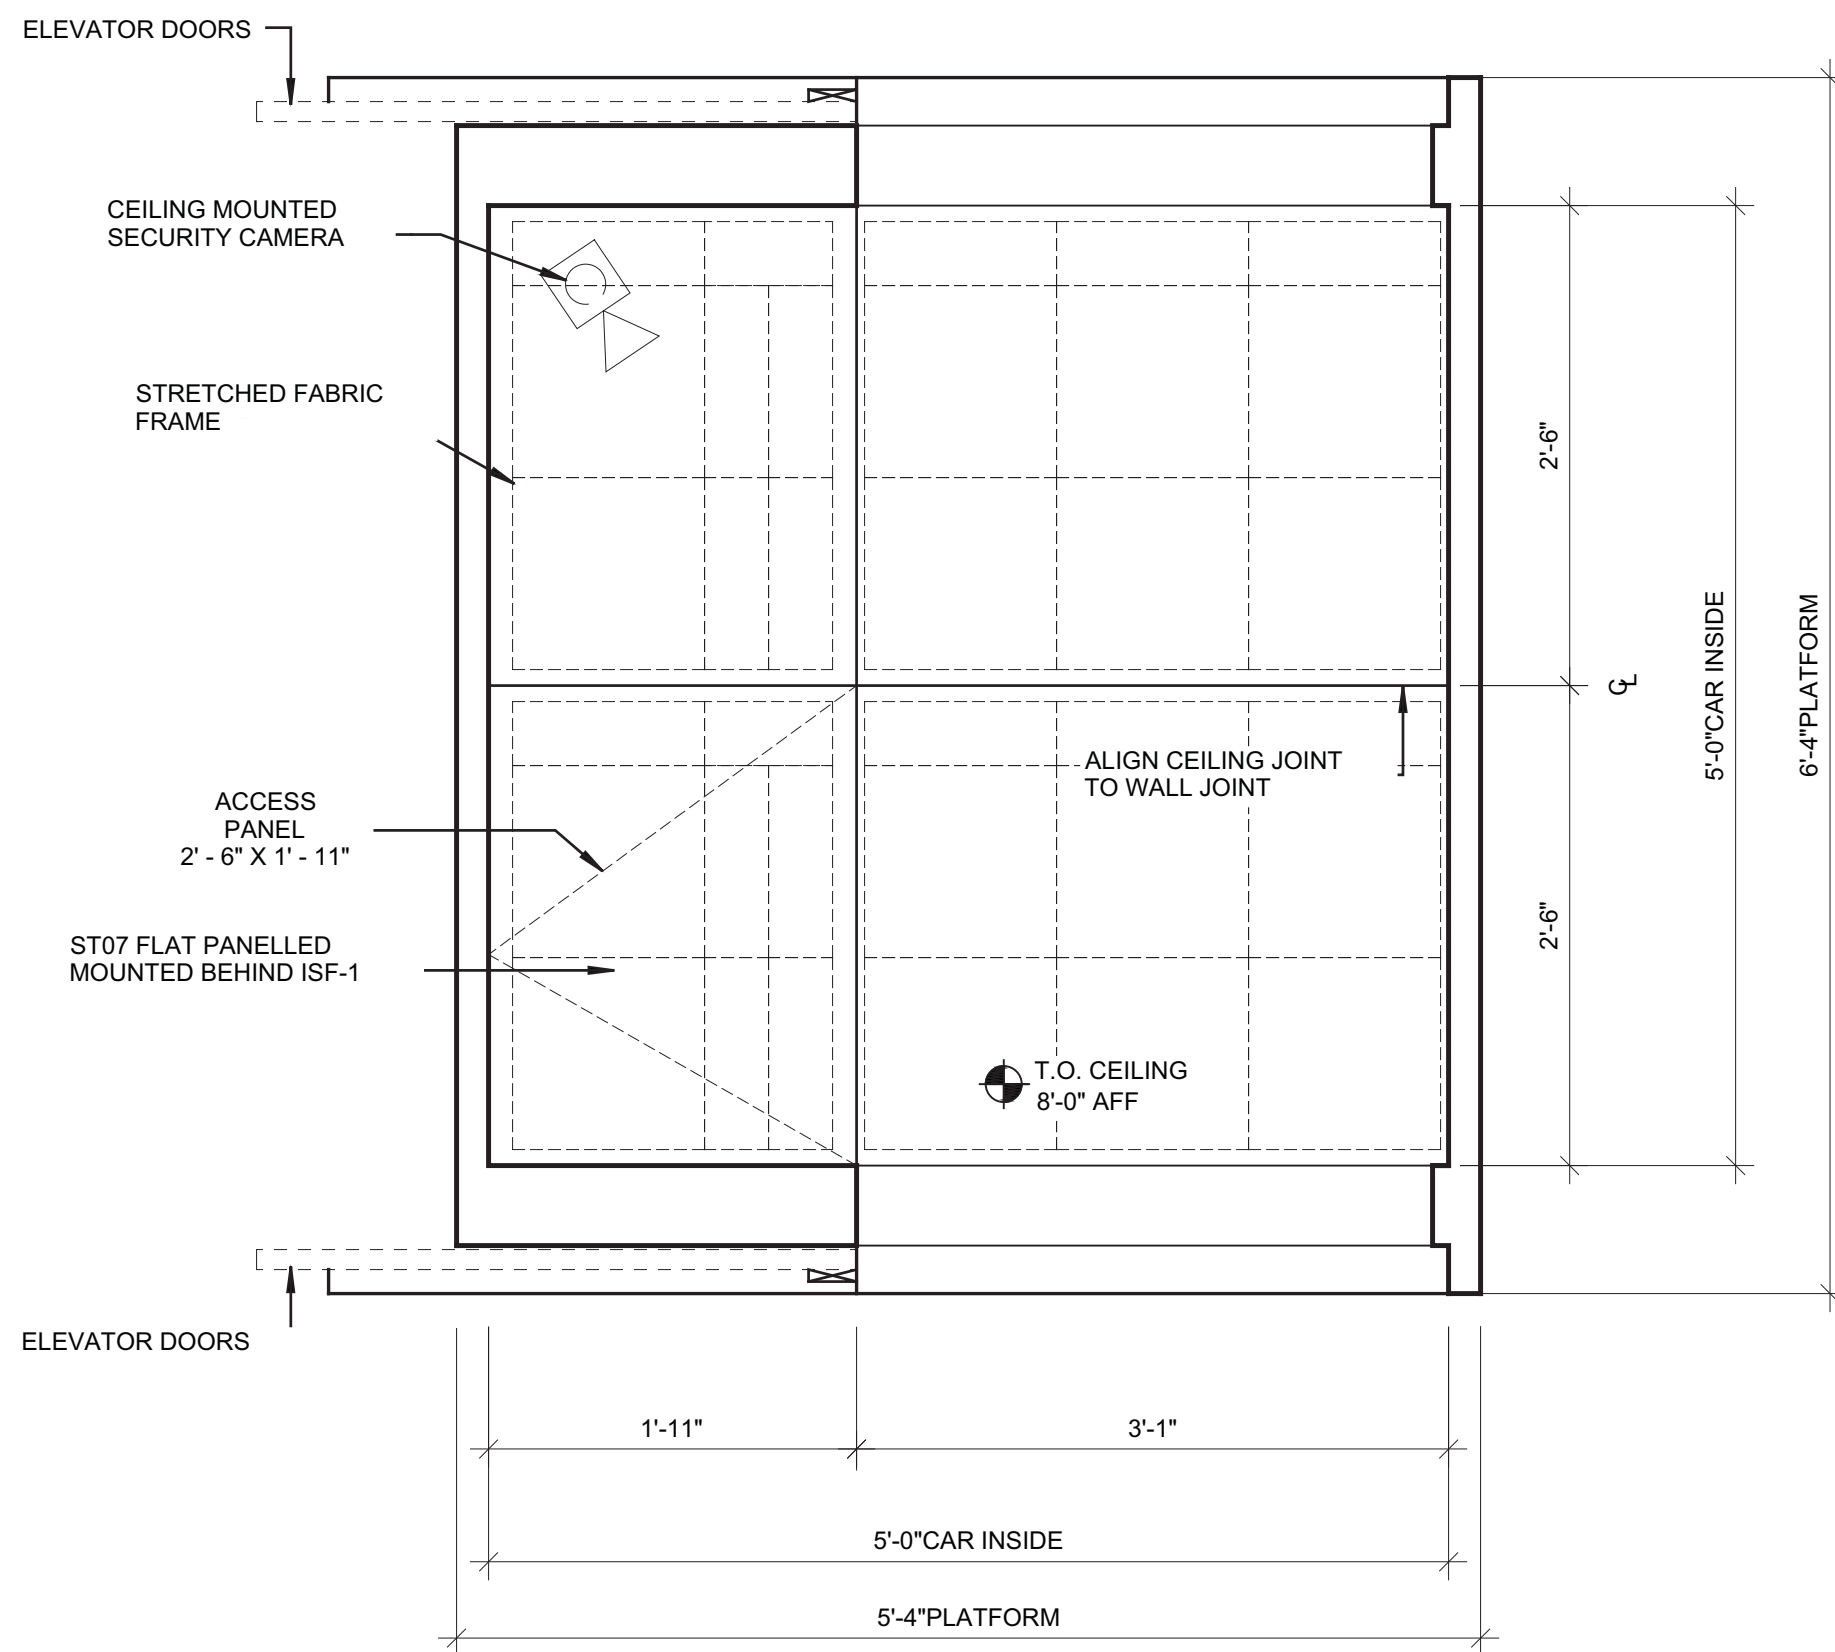 ELEVATOR DOORS
CEILING MOUNTED
SECURITY CAMERA
STRETCHED FABRIC
FRAME
2'-6"
5'-0"CAR INSIDE
6'-4"PLATFORM
CL
ALIGN CEILING JOINT
TO WALL JOINT
ACCESS
PANEL
2' - 6" X 1' - 11"
2'-6"
ST07 FLAT PANELLED
MOUNTED BEHIND ISF-1
T.O. CEILING
8'-0" AFF
ELEVATOR DOORS
1'-11"
3'-1"
5'-0"CAR INSIDE
5'-4"PLATFORM